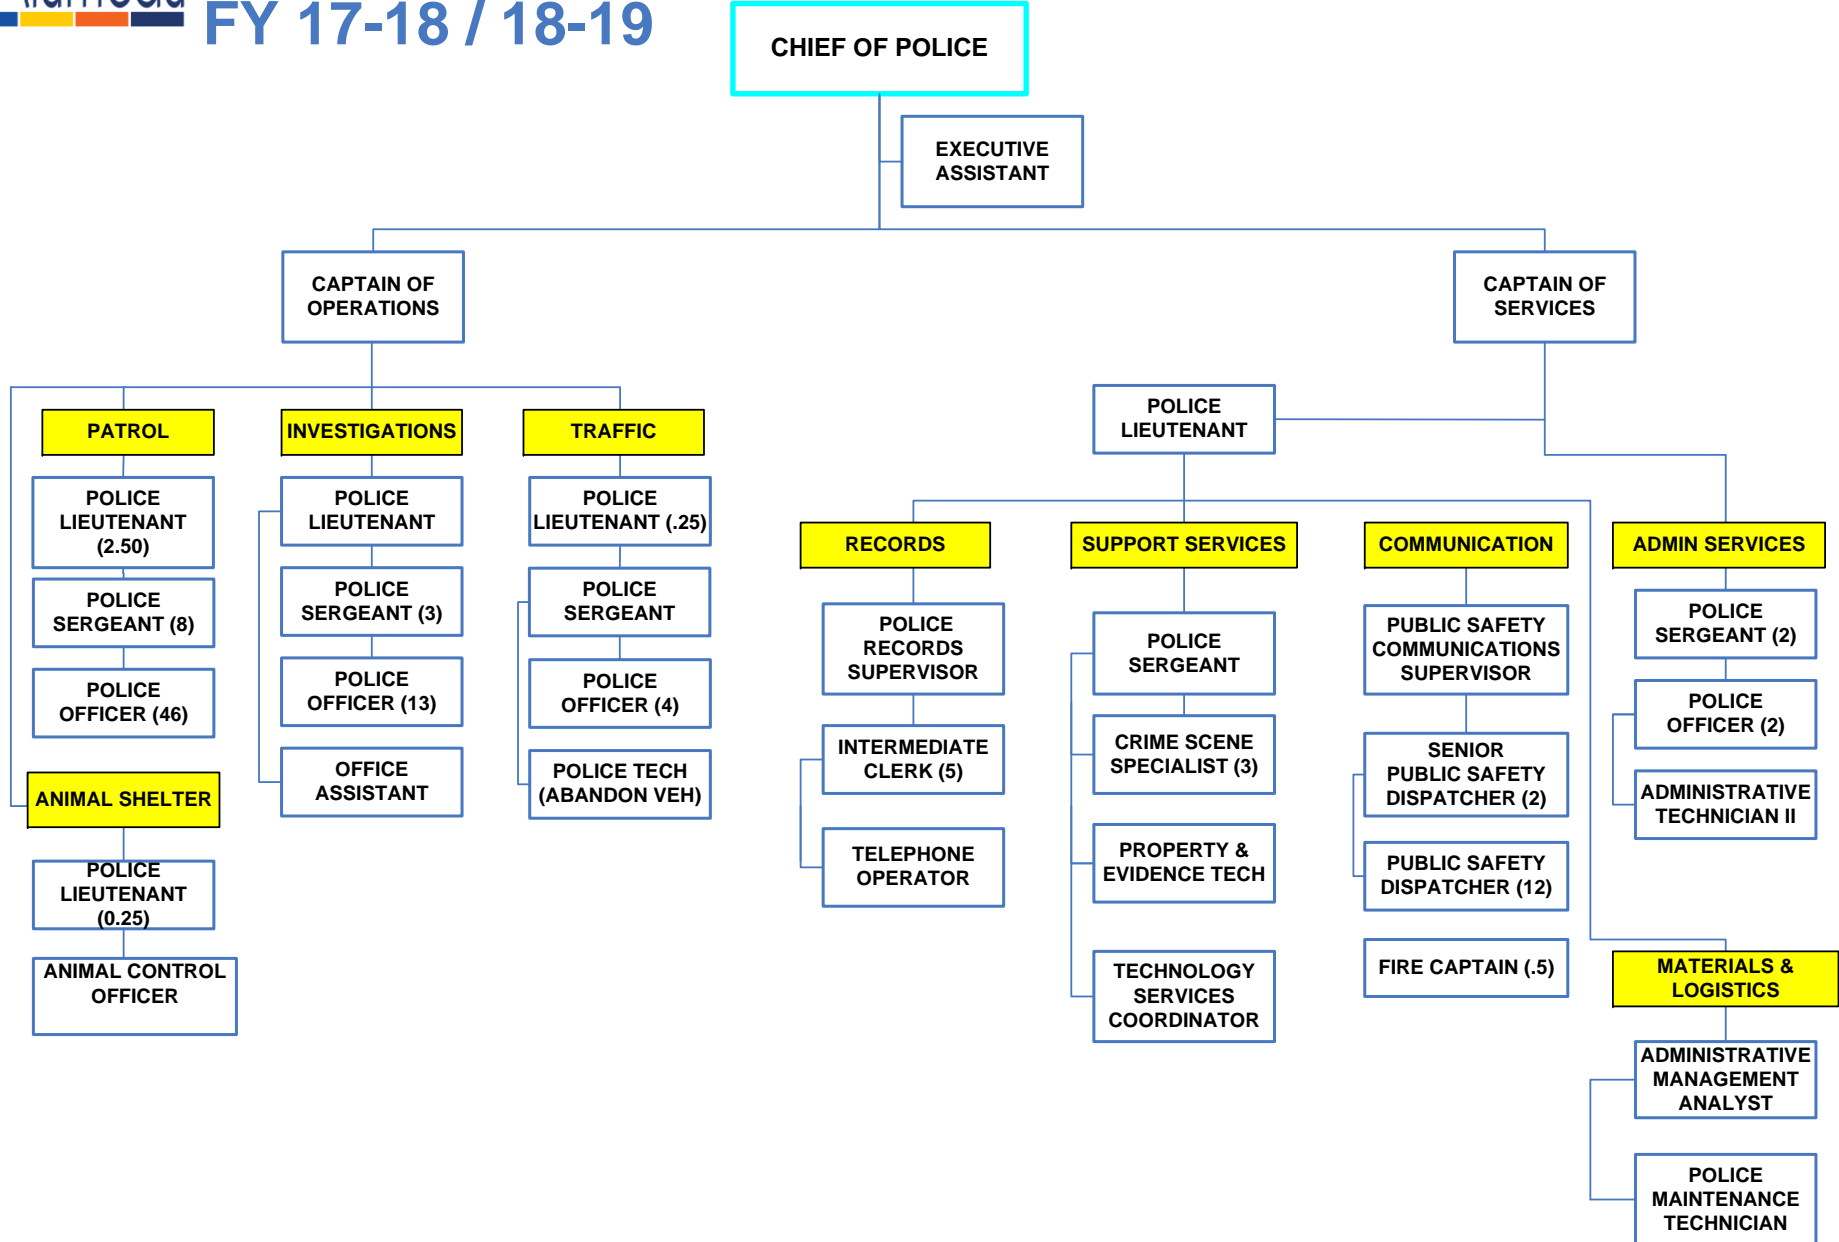 FY 17-18 / 18-19
CHIEF OF POLICE
EXECUTIVE
ASSISTANT
CAPTAIN OF
OPERATIONS
CAPTAIN OF
SERVICES
PATROL
POLICE
LIEUTENANT
(2.50)
POLICE
SERGEANT (8)
POLICE
OFFICER (46)
ANIMAL SHELTER
POLICE
LIEUTENANT
(0.25)
ANIMAL CONTROL
OFFICER
INVESTIGATIONS
POLICE
LIEUTENANT
POLICE
SERGEANT (3)
POLICE
OFFICER (13)
OFFICE
ASSISTANT
TRAFFIC
POLICE
LIEUTENANT (.25)
POLICE
SERGEANT
POLICE
OFFICER (4)
POLICE TECH
(ABANDON VEH)
POLICE
LIEUTENANT
RECORDS
POLICE
RECORDS
SUPERVISOR
INTERMEDIATE
CLERK (5)
TELEPHONE
OPERATOR
SUPPORT SERVICES
POLICE
SERGEANT
CRIME SCENE
SPECIALIST (3)
PROPERTY &
EVIDENCE TECH
TECHNOLOGY
SERVICES
COORDINATOR
COMMUNICATION
PUBLIC SAFETY
COMMUNICATIONS
SUPERVISOR
SENIOR
PUBLIC SAFETY
DISPATCHER (2)
PUBLIC SAFETY
DISPATCHER (12)
FIRE CAPTAIN (.5)
ADMIN SERVICES
POLICE
SERGEANT (2)
POLICE
OFFICER (2)
ADMINISTRATIVE
TECHNICIAN II
MATERIALS &
LOGISTICS
ADMINISTRATIVE
MANAGEMENT
ANALYST
POLICE
MAINTENANCE
TECHNICIAN